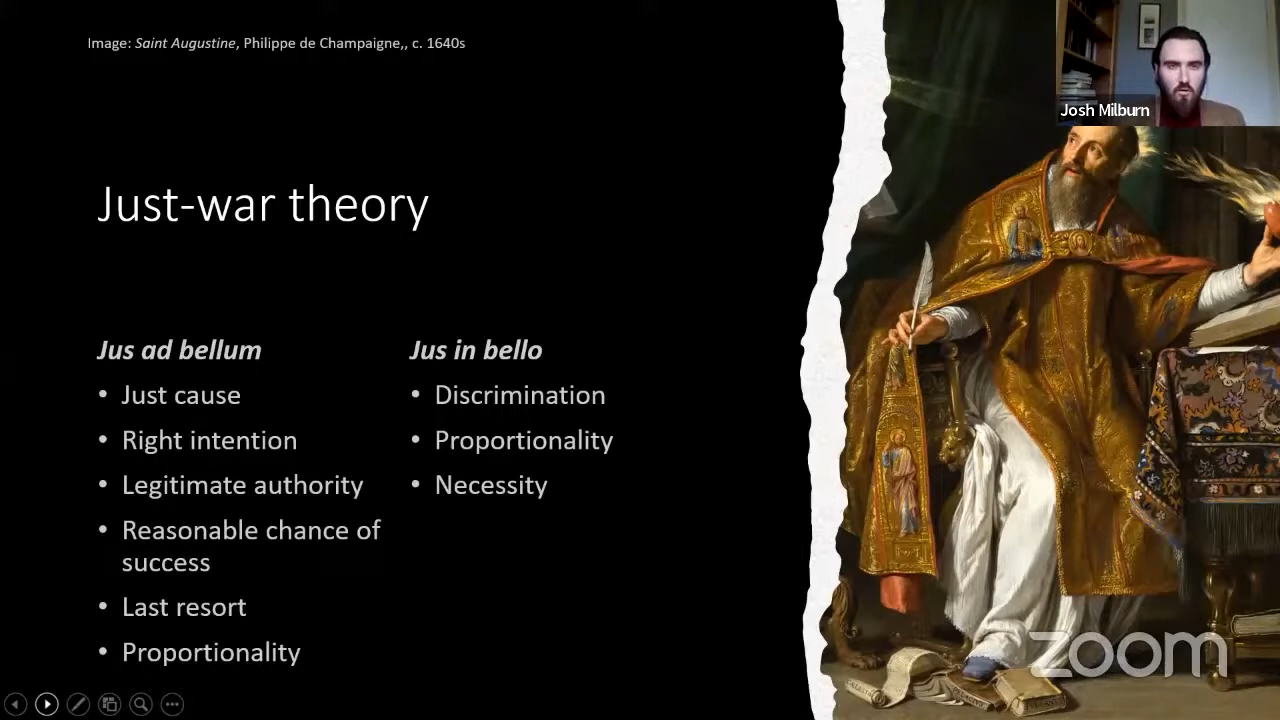 Image: Saint Augustine, Philippe de Champaigne,, c. 1640s
Josh Milburn
Just-war theory
Jus ad bellum
• Just cause
• Right intention
• Legitimate authority
• Reasonable chance of
success
• Last resort
• Proportionality
Jus in bello
• Discrimination
• Proportionality
• Necessity
zoom